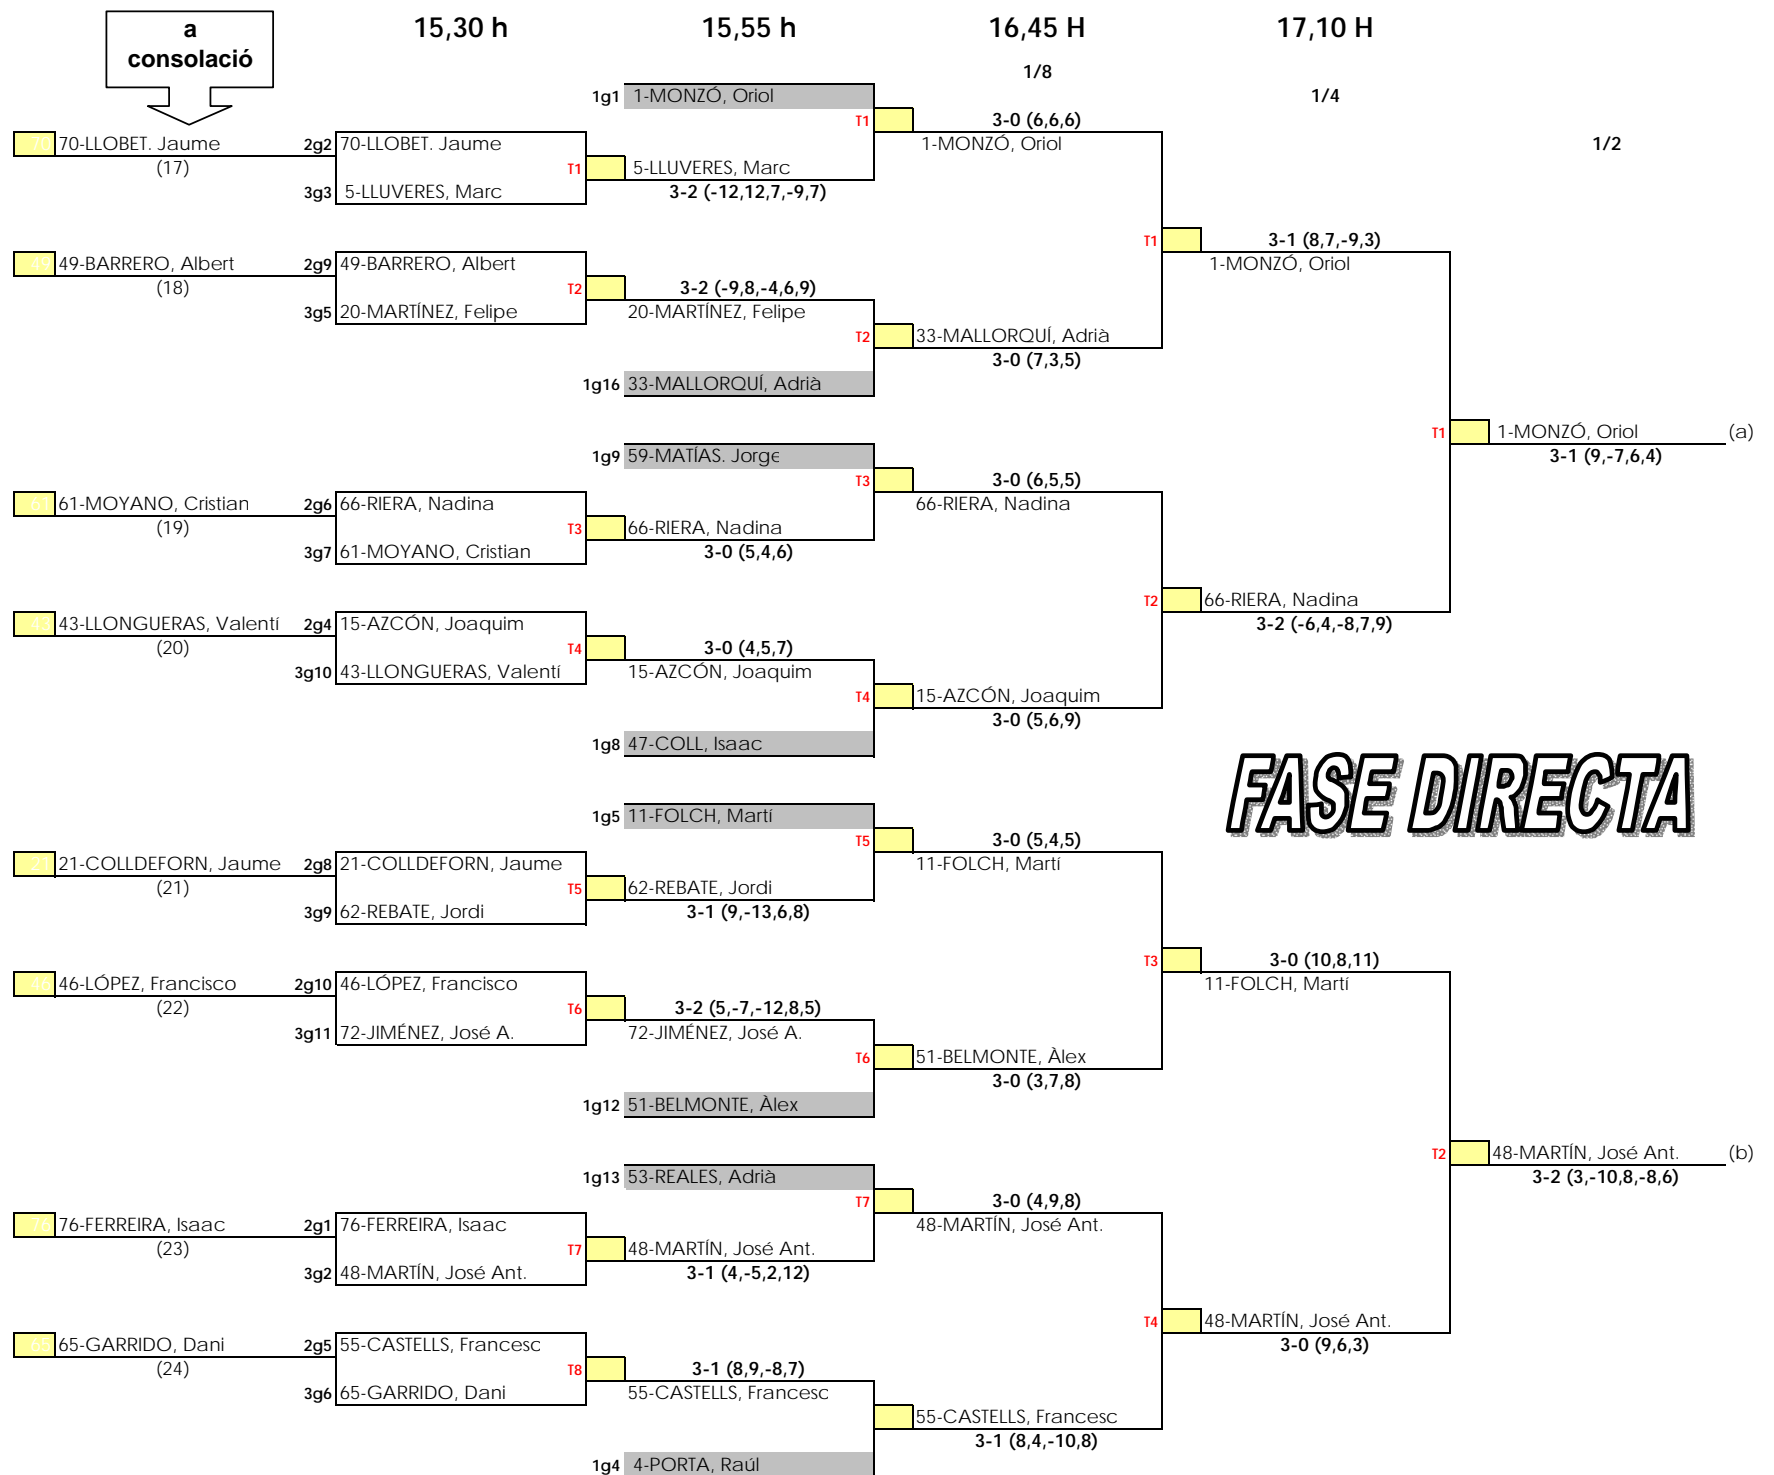 a
consolació
15,30 h
15,55 h
16,45 H
17,10 H
1/8
1/4
1/2
1g1 1-MONZÓ, Oriol
T1
3-0 (6,6,6)
1-MONZÓ, Oriol
70 70-LLOBET. Jaume
(17)
2g2 70-LLOBET. Jaume
T1
3g3 5-LLUVERES, Marc
5-LLUVERES, Marc
3-2 (-12,12,7,-9,7)
T1
3-1 (8,7,-9,3)
1-MONZÓ, Oriol
49 49-BARRERO, Albert
(18)
2g9 49-BARRERO, Albert
T2
3g5 20-MARTÍNEZ, Felipe
3-2 (-9,8,-4,6,9)
20-MARTÍNEZ, Felipe
T2
33-MALLORQUÍ, Adrià
3-0 (7,3,5)
1g16 33-MALLORQUÍ, Adrià
T1
1-MONZÓ, Oriol (a)
3-1 (9,-7,6,4)
1g9 59-MATÍAS. Jorge
T3
3-0 (6,5,5)
66-RIERA, Nadina
61 61-MOYANO, Cristian
(19)
2g6 66-RIERA, Nadina
T3
3g7 61-MOYANO, Cristian
66-RIERA, Nadina
3-0 (5,4,6)
T2
66-RIERA, Nadina
3-2 (-6,4,-8,7,9)
43 43-LLONGUERAS, Valentí
(20)
2g4 15-AZCÓN, Joaquim
T4
3g10 43-LLONGUERAS, Valentí
3-0 (4,5,7)
15-AZCÓN, Joaquim
T4
15-AZCÓN, Joaquim
3-0 (5,6,9)
1g8 47-COLL, Isaac
FASE DIRECTA
1g5 11-FOLCH, Martí
T5
3-0 (5,4,5)
11-FOLCH, Martí
21 21-COLLDEFORN, Jaume
(21)
2g8 21-COLLDEFORN, Jaume
T5
3g9 62-REBATE, Jordi
62-REBATE, Jordi
3-1 (9,-13,6,8)
T3
3-0 (10,8,11)
11-FOLCH, Martí
46 46-LÓPEZ, Francisco
(22)
2g10 46-LÓPEZ, Francisco
T6
3g11 72-JIMÉNEZ, José A.
3-2 (5,-7,-12,8,5)
72-JIMÉNEZ, José A.
T6
51-BELMONTE, Àlex
3-0 (3,7,8)
1g12 51-BELMONTE, Àlex
T2
48-MARTÍN, José Ant. (b)
3-2 (3,-10,8,-8,6)
1g13 53-REALES, Adrià
T7
3-0 (4,9,8)
48-MARTÍN, José Ant.
76 76-FERREIRA, Isaac
(23)
2g1 76-FERREIRA, Isaac
T7
3g2 48-MARTÍN, José Ant.
48-MARTÍN, José Ant.
3-1 (4,-5,2,12)
T4
48-MARTÍN, José Ant.
3-0 (9,6,3)
65 65-GARRIDO, Dani
(24)
2g5 55-CASTELLS, Francesc
T8
3g6 65-GARRIDO, Dani
3-1 (8,9,-8,7)
55-CASTELLS, Francesc
55-CASTELLS, Francesc
3-1 (8,4,-10,8)
1g4 4-PORTA, Raúl